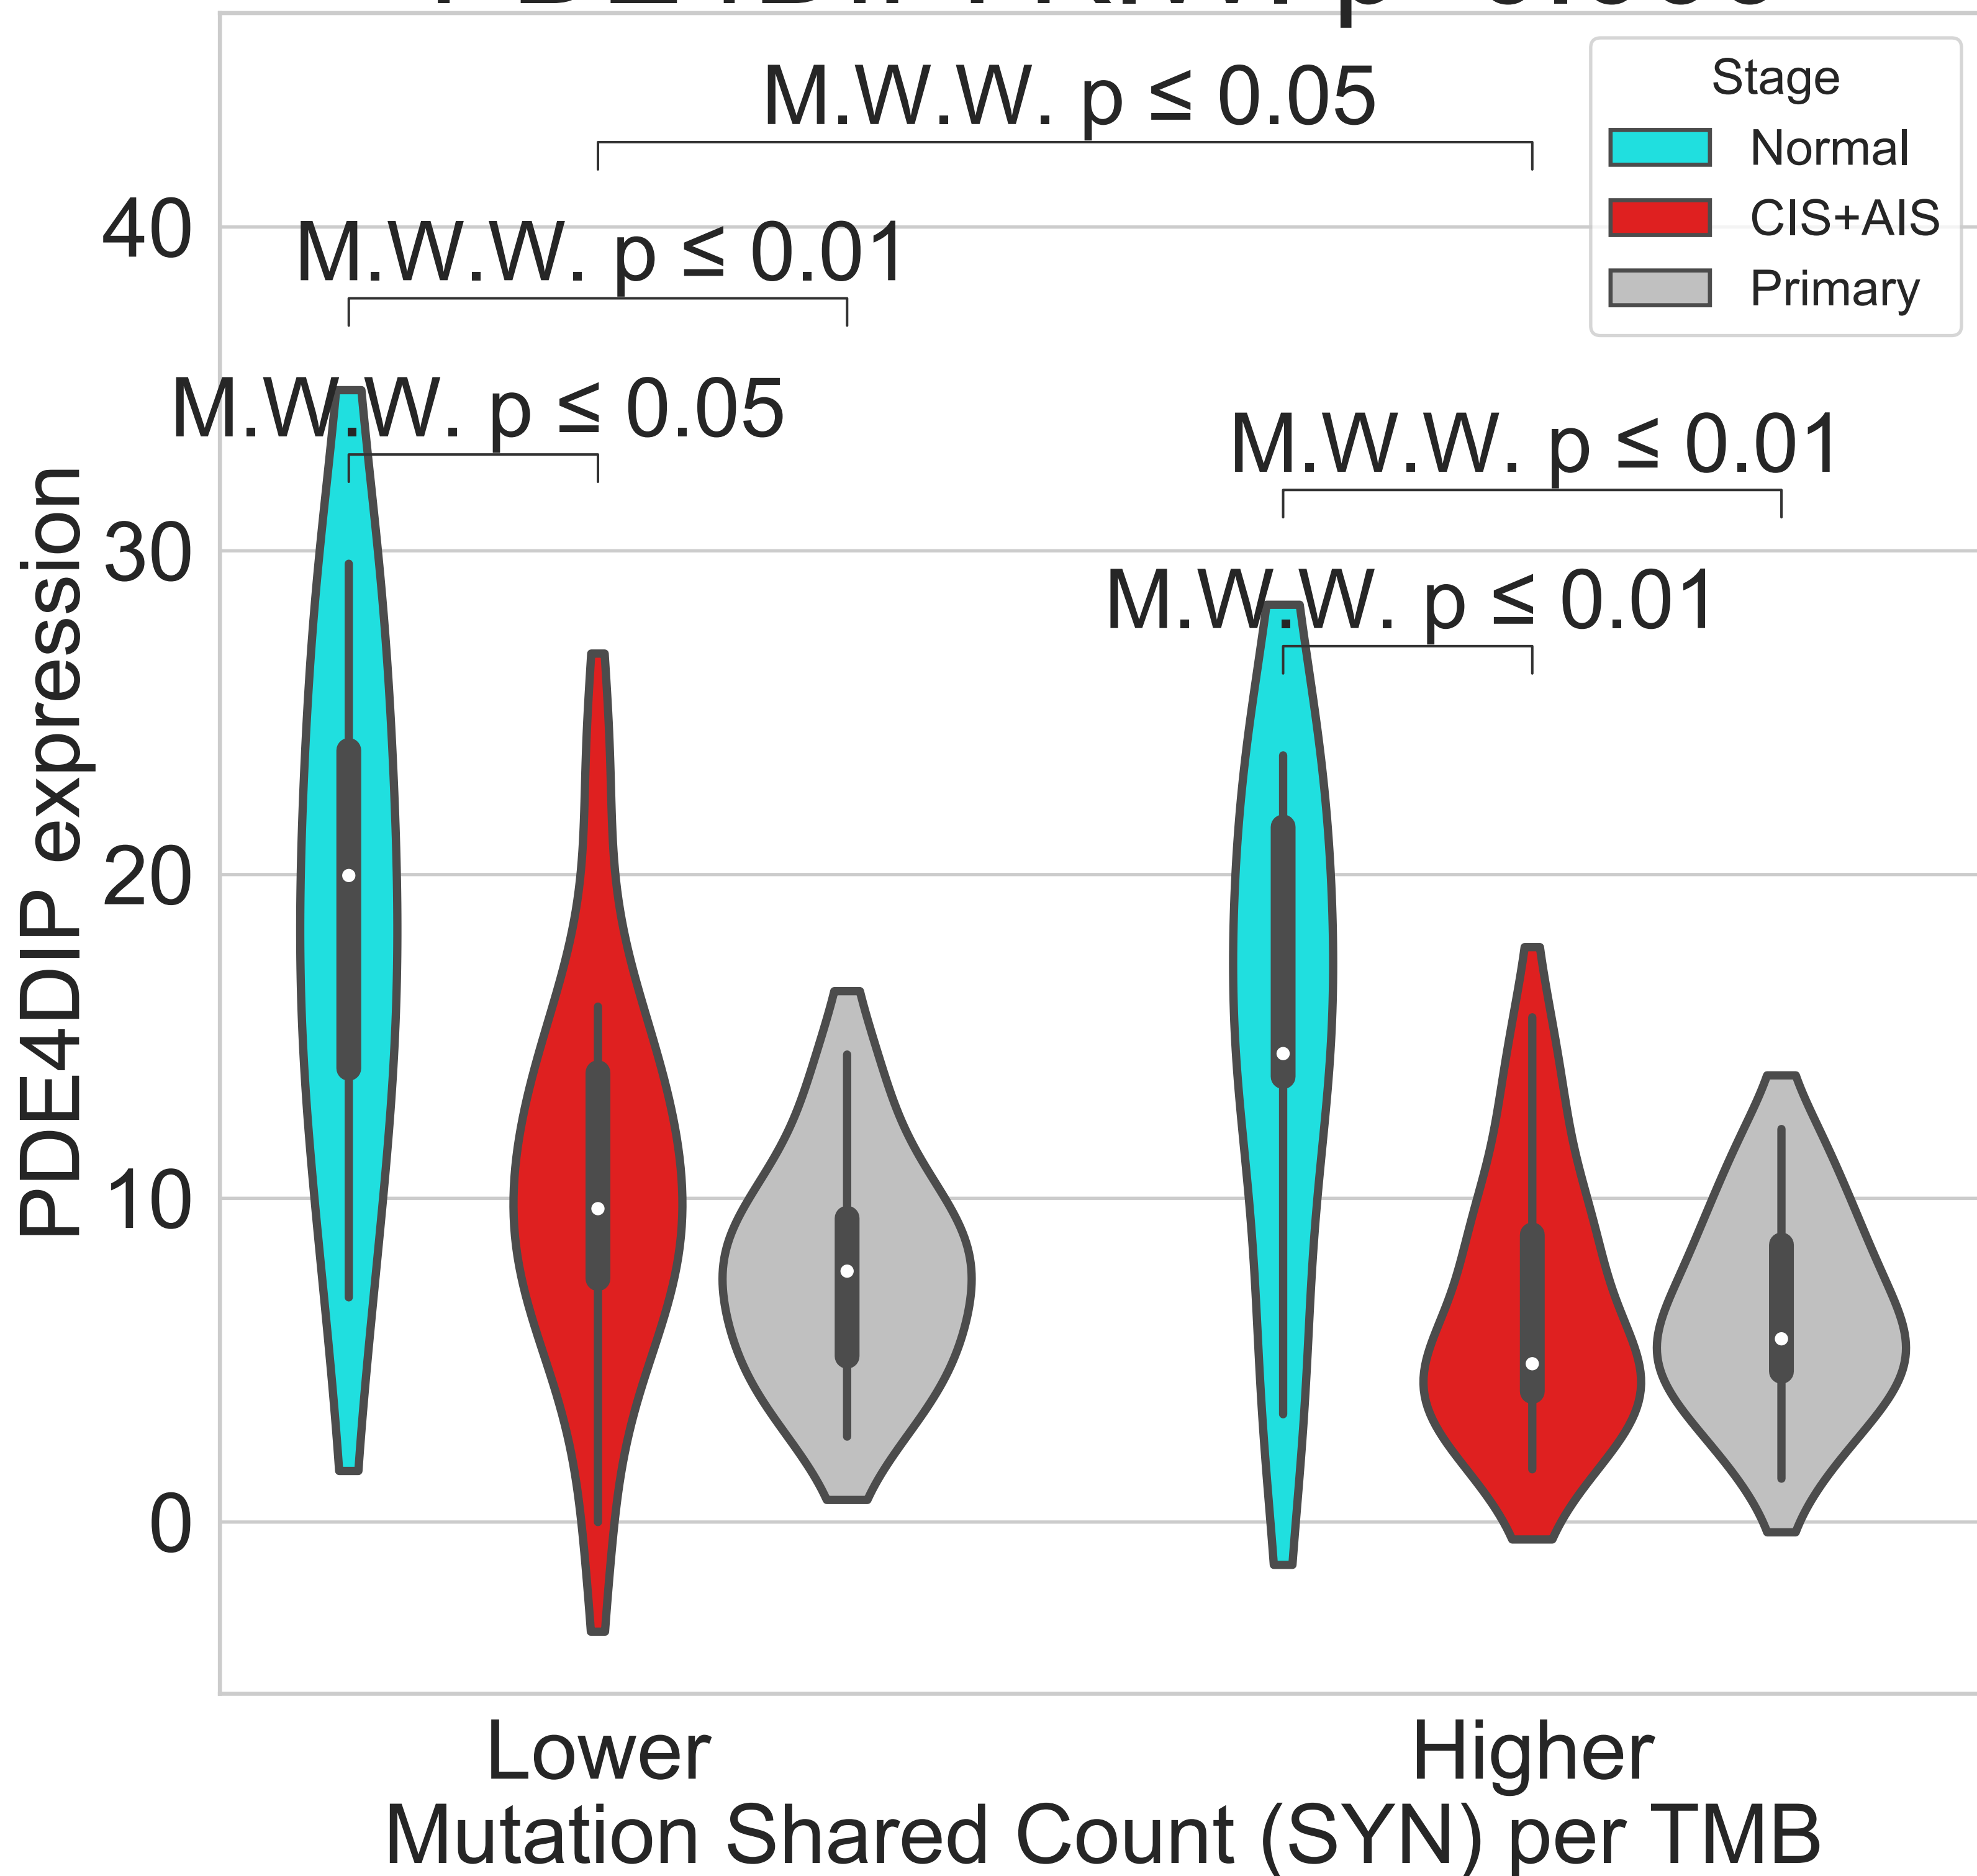 M.W.W. p ≤ 0.05
Stage
Normal
CIS+AIS
Primary
M.W.W. p ≤ 0.01
M.W.W. p ≤ 0.05
M.W.W. p ≤ 0.01
M.W.W. p ≤ 0.01
PDE4DIP expression
40
30
20
10
0
Lower
Higher
Mutation Shared Count (SYN) per TMB